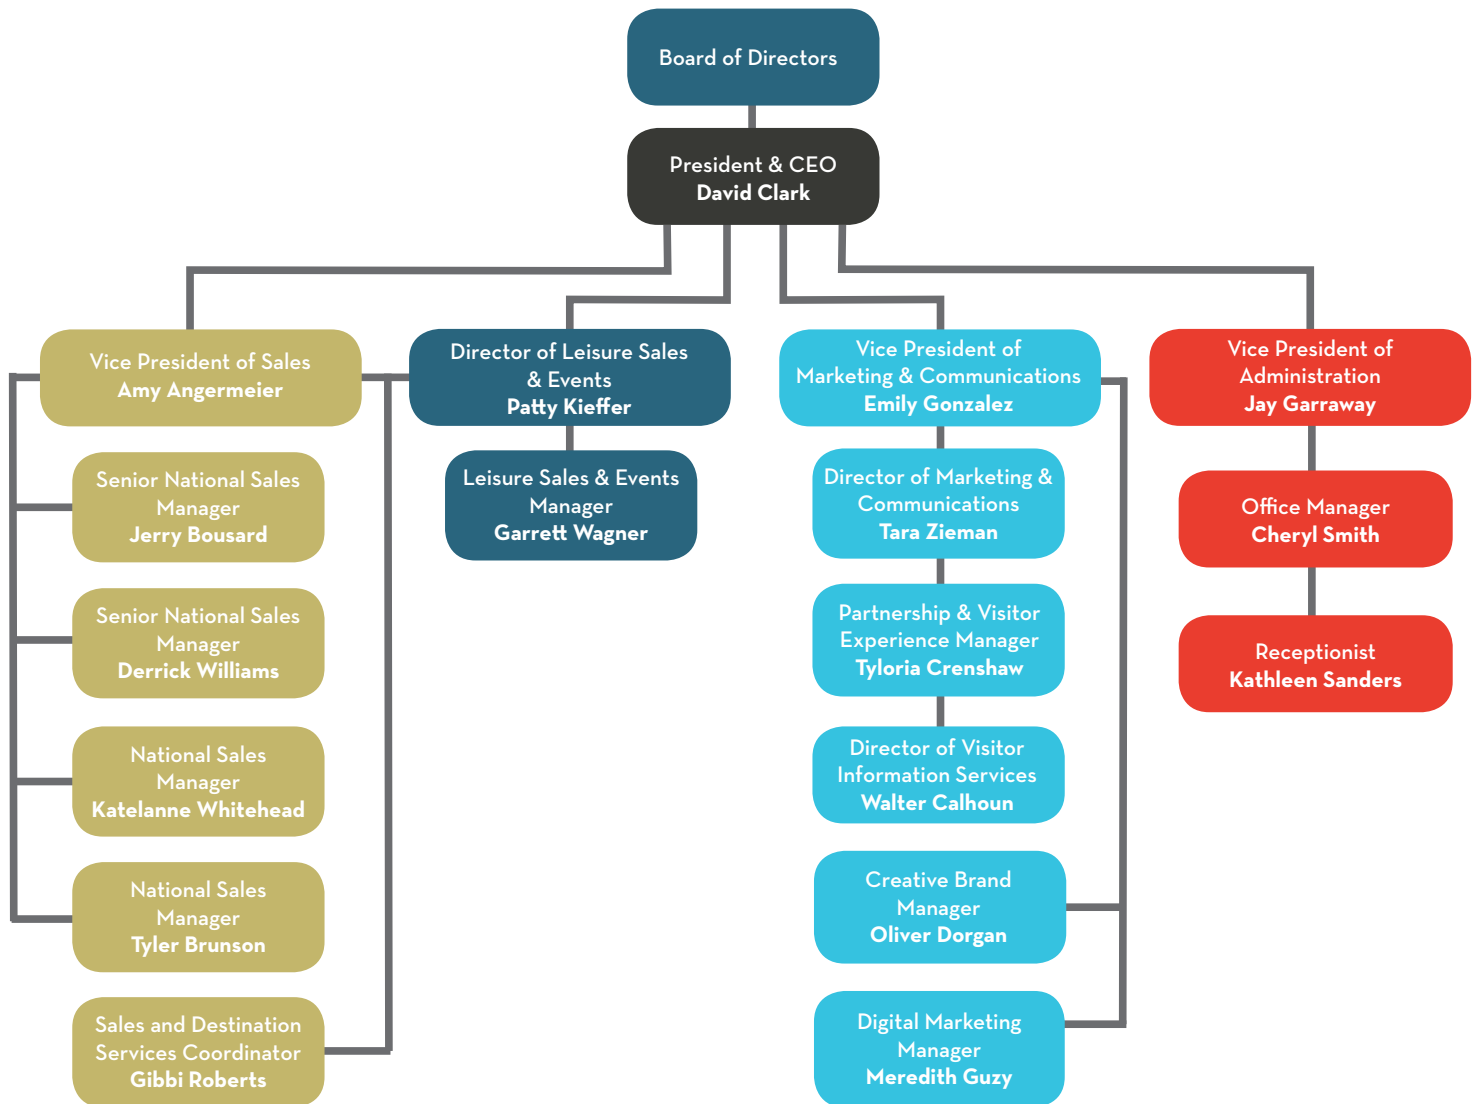 Board of Directors
President & CEO
David Clark
Vice President of Sales
Amy Angermeier
Director of Leisure Sales
& Events
Patty Kieffer
Vice President of
Marketing & Communications
Emily Gonzalez
Vice President of
Administration
Jay Garraway
Senior National Sales
Manager
Jerry Bousard
Leisure Sales & Events
Manager
Garrett Wagner
Director of Marketing &
Communications
Tara Zieman
Office Manager
Cheryl Smith
Senior National Sales
Manager
Derrick Williams
Partnership & Visitor
Experience Manager
Tyloria Crenshaw
Receptionist
Kathleen Sanders
National Sales
Manager
Katelanne Whitehead
Director of Visitor
Information Services
Walter Calhoun
National Sales
Manager
Tyler Brunson
Creative Brand
Manager
Oliver Dorgan
Sales and Destination
Services Coordinator
Gibbi Roberts
Digital Marketing
Manager
Meredith Guzy